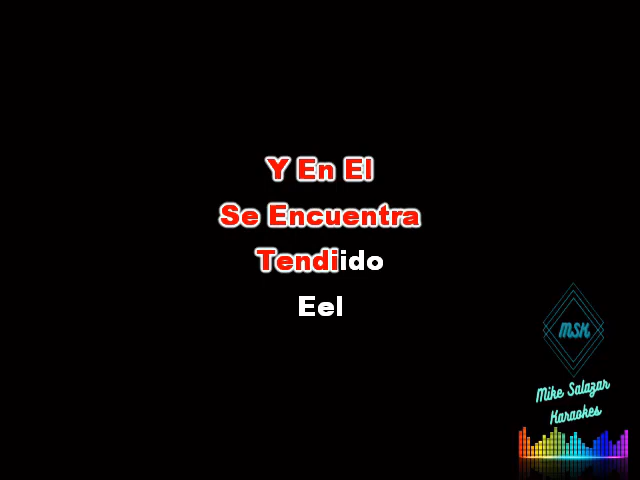 Y En El
Se Encuentra
Tendiido
Eel
MSK
Mike Salazar
Karaokes